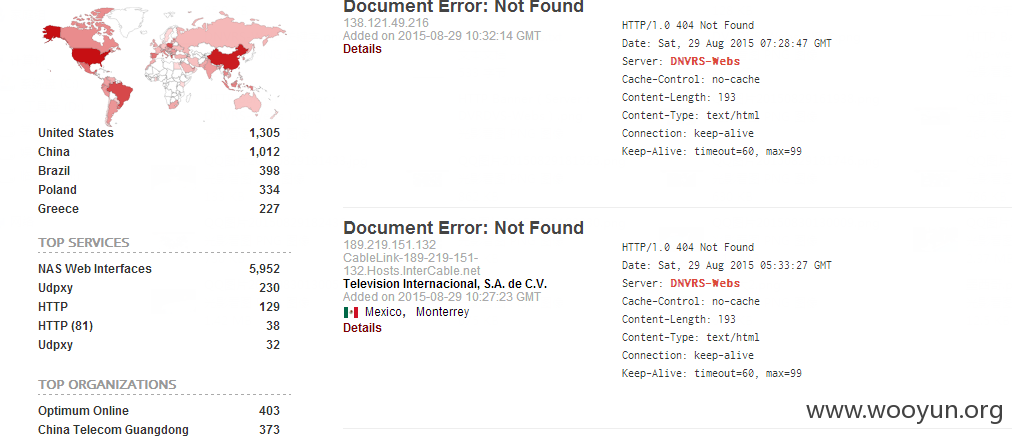 United States 1,305
China 1,012
Brazil 398
Poland 334
Greece 227
TOP SERVICES
NAS Web Interfaces 5,952
Udpxy 230
HTTP 129
HTTP (81) 38
Udpxy 32
TOP ORGANIZATIONS
Optimum Online 403
China Telecom Guangdong 373
Document Error: Not Found
138.121.49.216
Added on 2015-08-29 10:32:14 GMT
Details
HTTP/1.0 404 Not Found
Date: Sat, 29 Aug 2015 07:28:47 GMT
Server: DNVRS-Webs
Cache-Control: no-cache
Content-Length: 193
Content-Type: text/html
Connection: keep-alive
Keep-Alive: timeout=60, max=99
Document Error: Not Found
189.219.151.132
CableLink-189-219-151-
132.Hosts.InterCable.net
Television Internacional, S.A. de C.V.
Added on 2015-08-29 10:27:23 GMT
Mexico, Monterrey
Details
HTTP/1.0 404 Not Found
Date: Sat, 29 Aug 2015 05:33:27 GMT
Server: DNVRS-Webs
Cache-Control: no-cache
Content-Length: 193
Content-Type: text/html
Connection: keep-alive
Keep-Alive: timeout=60, max=99
www.wooyun.org